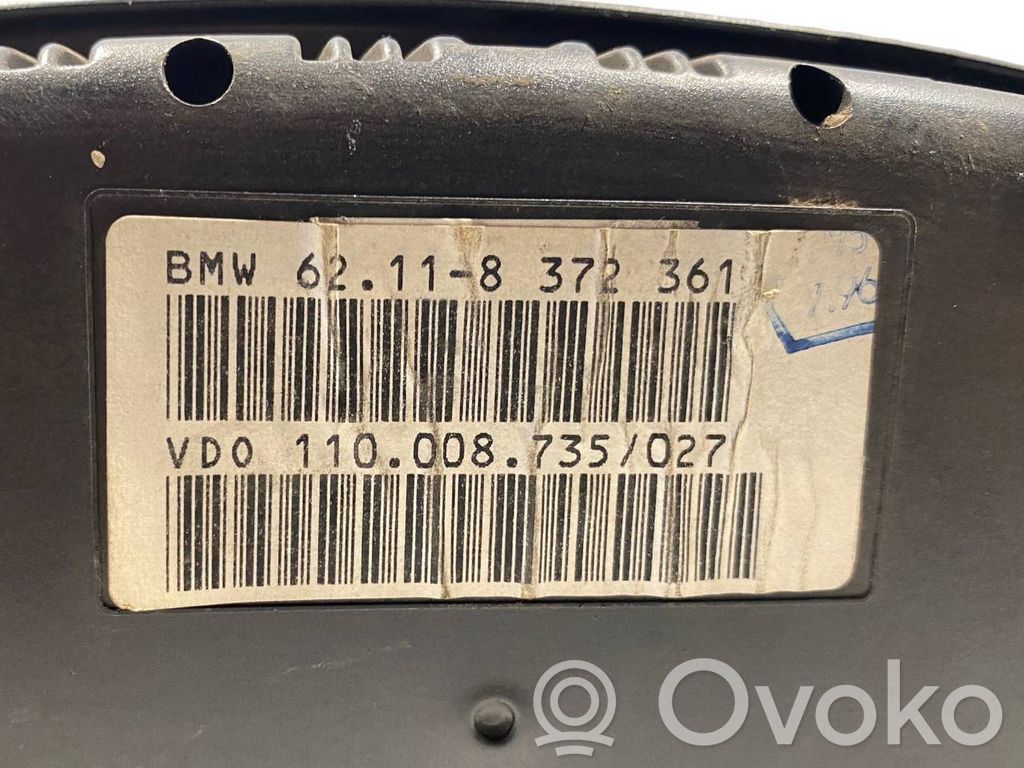 BMW 62.11-8 372 361
VDO 110.008.735/027
Ovoko